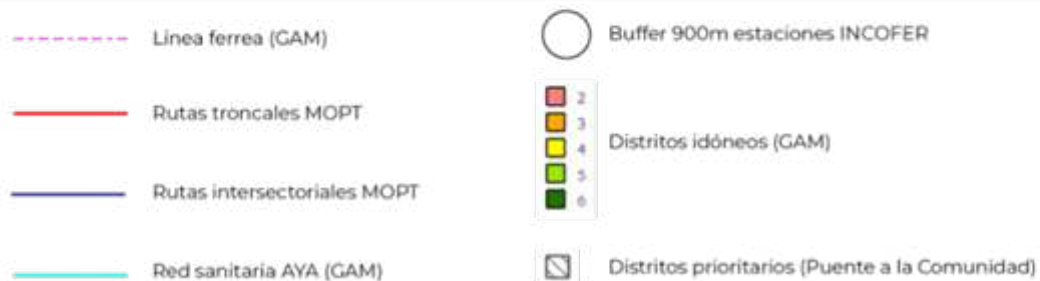 Línea ferrea (GAM)
Rutas troncales MOPT
Rutas intersectoriales MOPT
Red sanitaria AYA (GAM)
Buffer 900m estaciones INCOFER
2
3
4
5
6
Distritos idóneos (GAM)
Distritos prioritarios (Puente a la Comunidad)